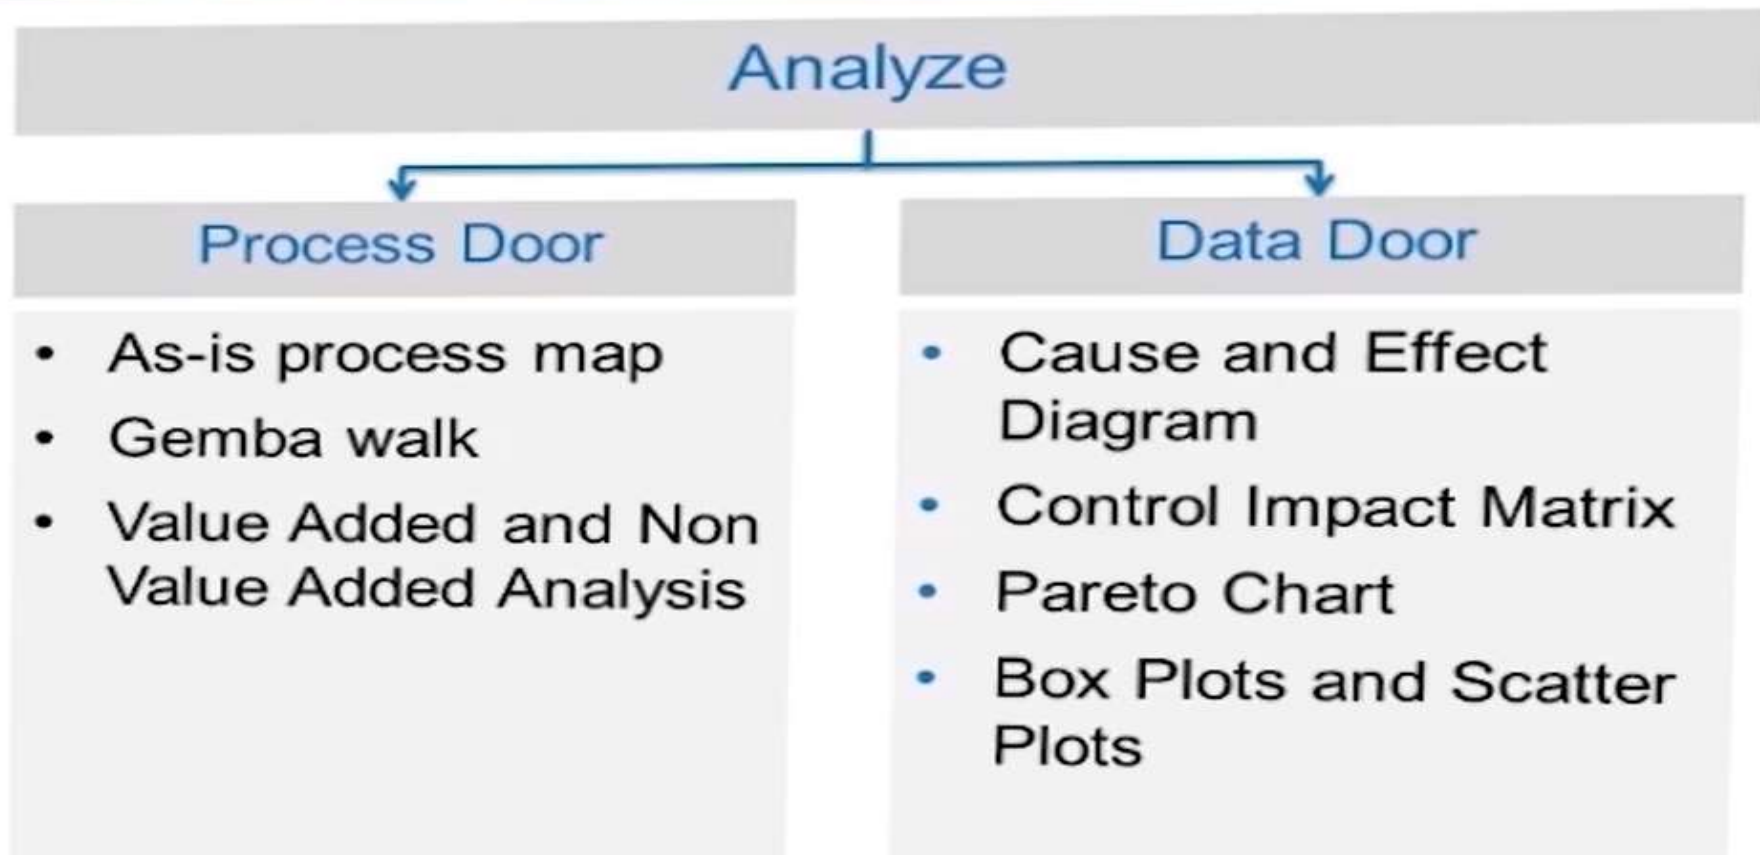 Analyze
Process Door
• As-is process map
• Gemba walk
• Value Added and Non
Value Added Analysis
Data Door
• Cause and Effect
Diagram
• Control Impact Matrix
• Pareto Chart
• Box Plots and Scatter
Plots